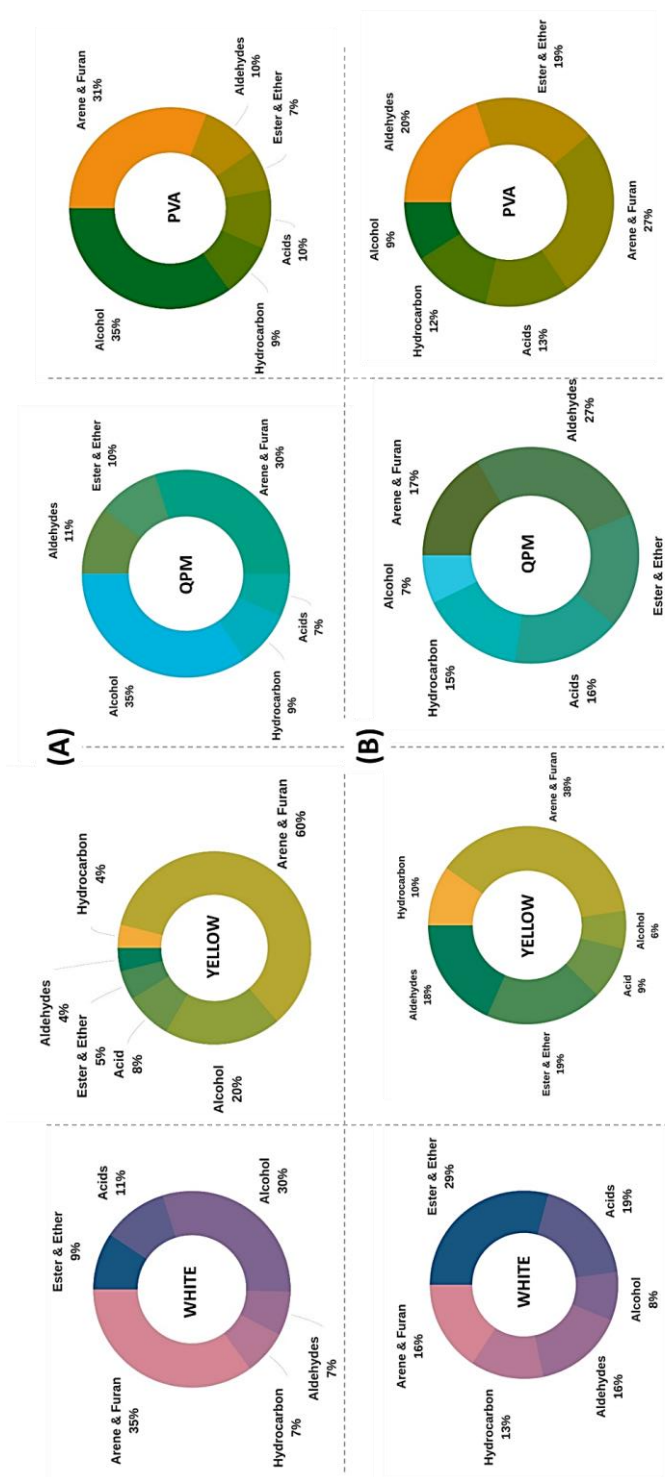 (A)
Ester & Ether
9%
Acids
11%
Alcohol
30%
Aldehydes
7%
Hydrocarbon
7%
Arene & Furan
35%
WHITE
Hydrocarbon
4%
Arene & Furan
60%
Alcohol
20%
Acid
8%
Ester & Ether
5%
Aldehydes
4%
YELLOW
Aldehydes
11%
Ester & Ether
10%
Arene & Furan
30%
Acids
7%
Hydrocarbon
9%
Alcohol
35%
QPM
Arene & Furan
31%
Aldehydes
10%
Ester & Ether
7%
Acids
10%
Hydrocarbon
9%
Alcohol
35%
PVA
(B)
Ester & Ether
29%
Acids
19%
Alcohol
8%
Aldehydes
16%
Hydrocarbon
13%
Arene & Furan
16%
WHITE
Hydrocarbon
10%
Arene & Furan
38%
Alcohol
6%
Acid
9%
Ester & Ether
19%
Aldehydes
18%
YELLOW
Arene & Furan
17%
Aldehydes
27%
Ester & Ether
Acids
16%
Hydrocarbon
15%
Alcohol
7%
QPM
Aldehydes
20%
Ester & Ether
19%
Arene & Furan
27%
Acids
13%
Hydrocarbon
12%
Alcohol
9%
PVA